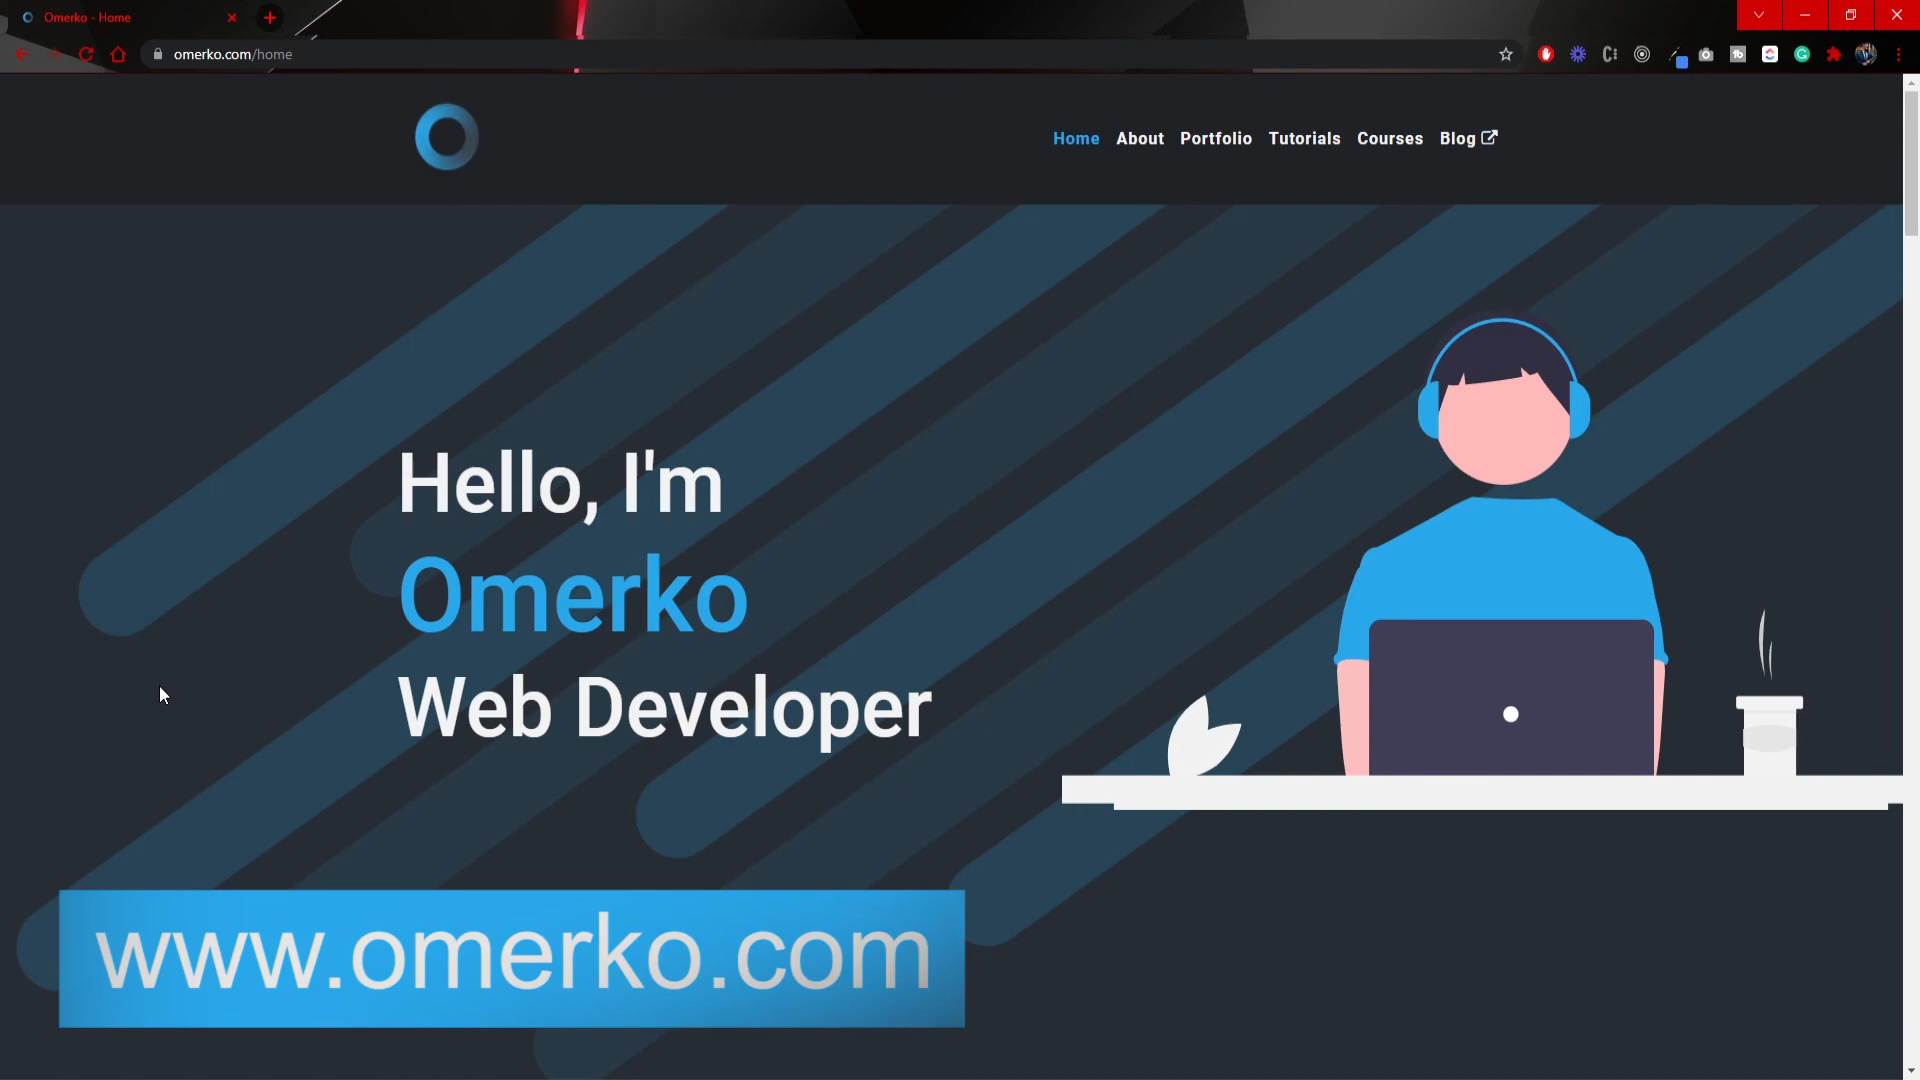 Omerko - Home
omerko.com/home
Home About Portfolio Tutorials Courses Blog
Hello, I'm
Omerko
Web Developer
www.omerko.com